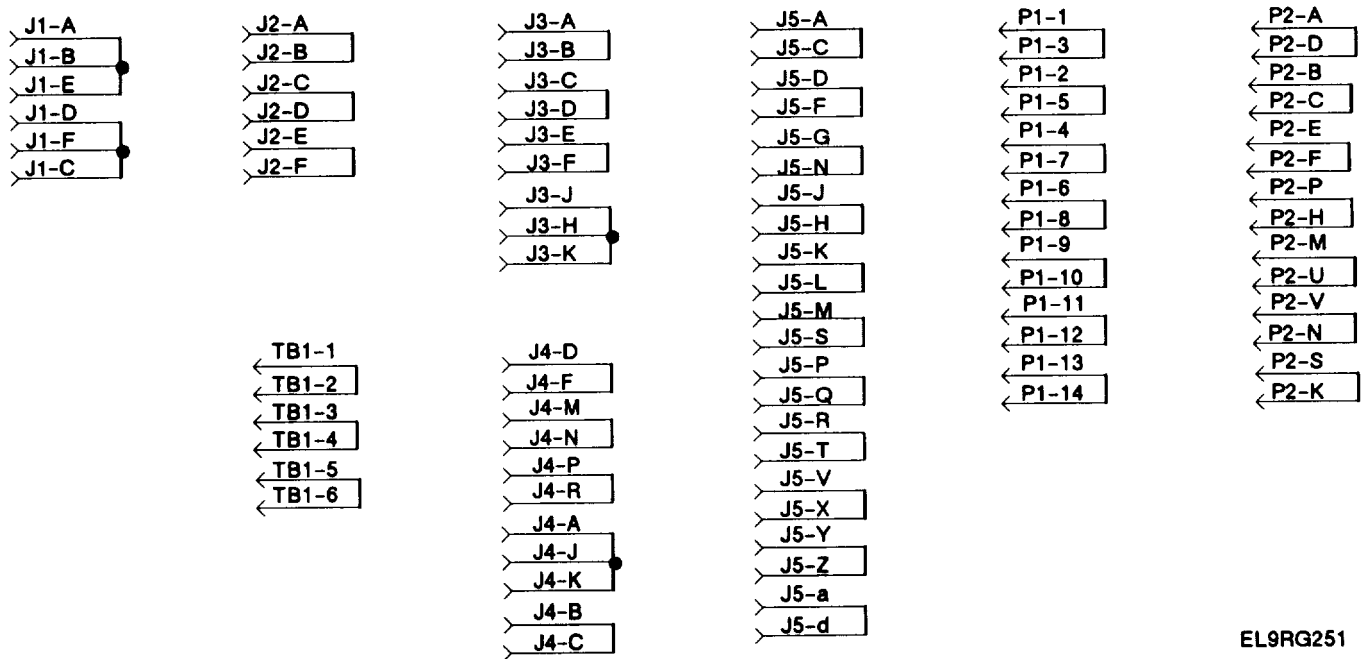 J1-A
J1-B
J1-E
J1-D
J1-F
J1-C
J2-A
J2-B
J2-C
J2-D
J2-E
J2-F
TB1-1
TB1-2
TB1-3
TB1-4
TB1-5
TB1-6
J3-A
J3-B
J3-C
J3-D
J3-E
J3-F
J3-J
J3-H
J3-K
J4-D
J4-F
J4-M
J4-N
J4-P
J4-R
J4-A
J4-J
J4-K
J4-B
J4-C
J5-A
J5-C
J5-D
J5-F
J5-G
J5-N
J5-J
J5-H
J5-K
J5-L
J5-M
J5-S
J5-P
J5-Q
J5-R
J5-T
J5-V
J5-X
J5-Y
J5-Z
J5-a
J5-d
P1-1
P1-3
P1-2
P1-5
P1-4
P1-7
P1-6
P1-8
P1-9
P1-10
P1-11
P1-12
P1-13
P1-14
P2-A
P2-D
P2-B
P2-C
P2-E
P2-F
P2-P
P2-H
P2-M
P2-U
P2-V
P2-N
P2-S
P2-K
EL9RG251